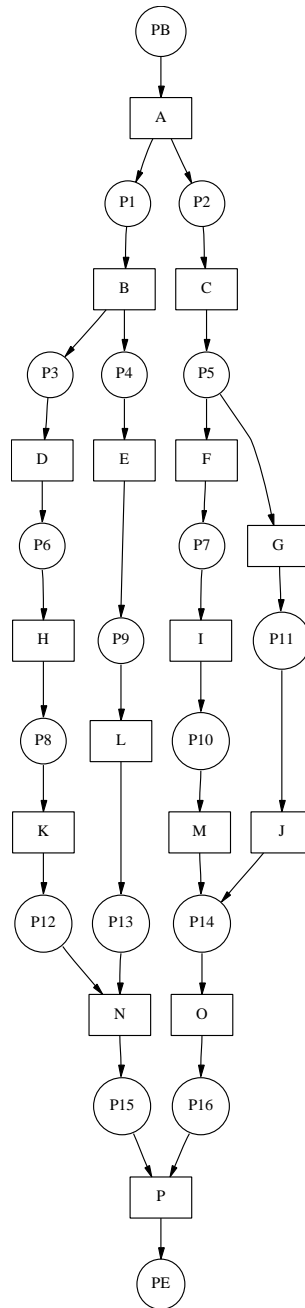 PB
A
P1 P2
B C
P3 P4 P5
D E F
G
P6 P7
P9 P11
H I
P8 L P10
K M J
P12 P13 P14
N O
P15 P16
P
PE